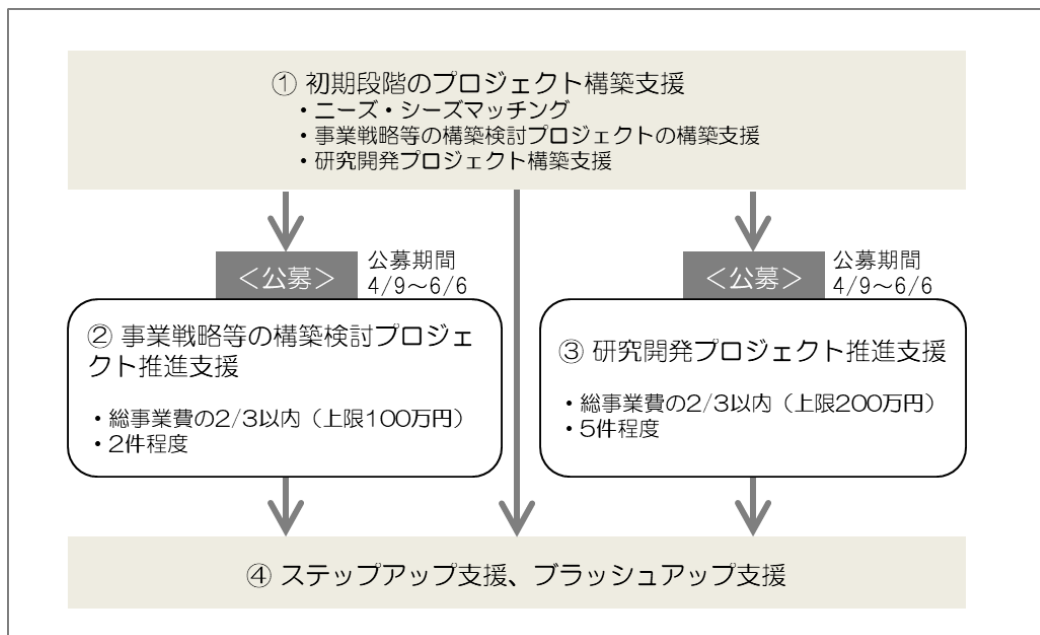 ① 初期段階のプロジェクト構築支援
・ニーズ・シーズマッチング
・事業戦略等の構築検討プロジェクトの構築支援
・研究開発プロジェクト構築支援
＜公募＞
公募期間
4/9〜6/6
② 事業戦略等の構築検討プロジェ
クト推進支援
・総事業費の2/3以内（上限100万円）
・2件程度
＜公募＞
公募期間
4/9〜6/6
③ 研究開発プロジェクト推進支援
・総事業費の2/3以内（上限200万円）
・5件程度
④ ステップアップ支援、ブラッシュアップ支援